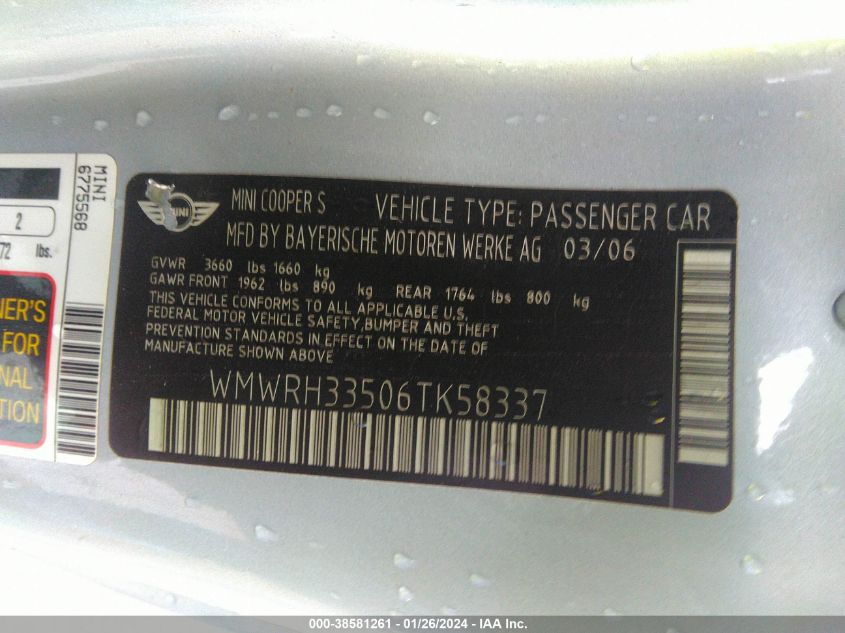 MINI
6775568
2
72 lbs.
NER'S
FOR
NAL
TION
MINI
MINI COOPER S VEHICLE TYPE: PASSENGER CAR
MFD BY BAYERISCHE MOTOREN WERKE AG 03/06
GVWR 3660 lbs 1660 kg
GAWR FRONT 1962 lbs 890 kg REAR 1764 lbs 800 kg
THIS VEHICLE CONFORMS TO ALL APPLICABLE U.S.
FEDERAL MOTOR VEHICLE SAFETY,BUMPER AND THEFT
PREVENTION STANDARDS IN EFFECT ON THE DATE OF
MANUFACTURE SHOWN ABOVE.
WMWRH33506TK58337
000-38581261 - 01/26/2024 - IAA Inc.